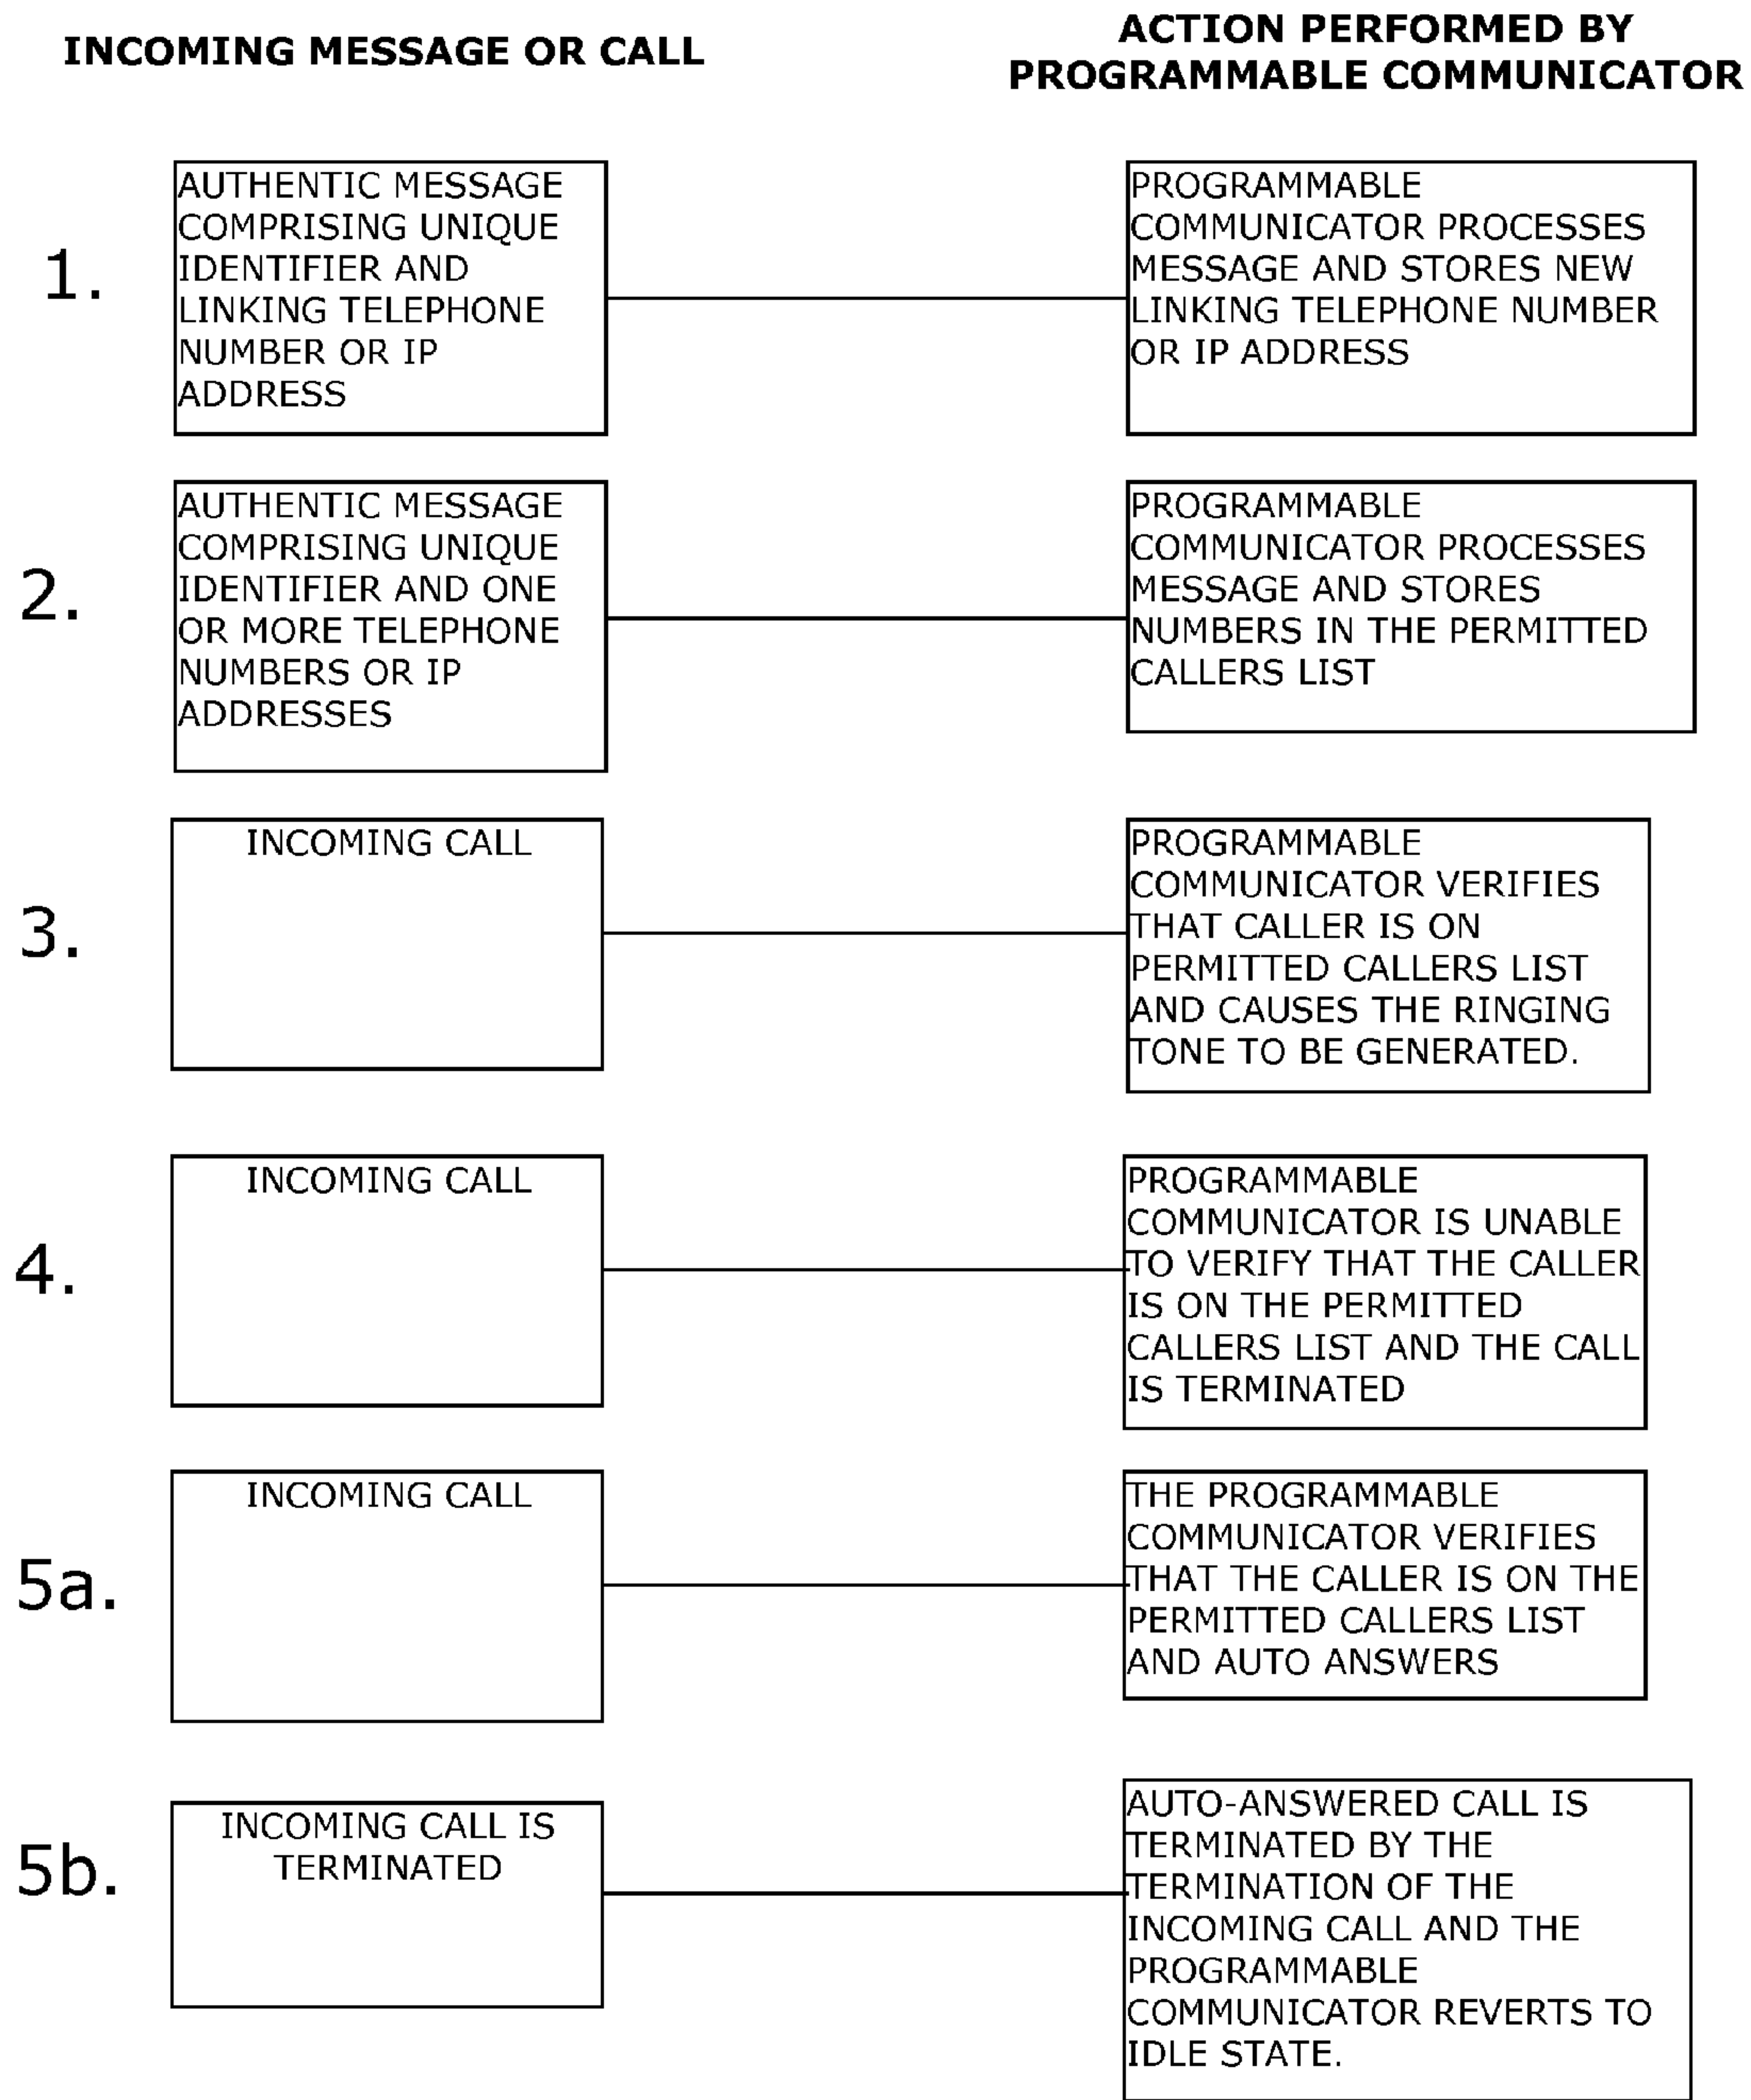 INCOMING MESSAGE OR CALL
ACTION PERFORMED BY
PROGRAMMABLE COMMUNICATOR
1.
AUTHENTIC MESSAGE
COMPRISING UNIQUE
IDENTIFIER AND
LINKING TELEPHONE
NUMBER OR IP
ADDRESS
PROGRAMMABLE
COMMUNICATOR PROCESSES
MESSAGE AND STORES NEW
LINKING TELEPHONE NUMBER
OR IP ADDRESS
2.
AUTHENTIC MESSAGE
COMPRISING UNIQUE
IDENTIFIER AND ONE
OR MORE TELEPHONE
NUMBERS OR IP
ADDRESSES
PROGRAMMABLE
COMMUNICATOR PROCESSES
MESSAGE AND STORES
NUMBERS IN THE PERMITTED
CALLERS LIST
3.
INCOMING CALL
PROGRAMMABLE
COMMUNICATOR VERIFIES
THAT CALLER IS ON
PERMITTED CALLERS LIST
AND CAUSES THE RINGING
TONE TO BE GENERATED.
4.
INCOMING CALL
PROGRAMMABLE
COMMUNICATOR IS UNABLE
TO VERIFY THAT THE CALLER
IS ON THE PERMITTED
CALLERS LIST AND THE CALL
IS TERMINATED
5a.
INCOMING CALL
THE PROGRAMMABLE
COMMUNICATOR VERIFIES
THAT THE CALLER IS ON THE
PERMITTED CALLERS LIST
AND AUTO ANSWERS
5b.
INCOMING CALL IS
TERMINATED
AUTO-ANSWERED CALL IS
TERMINATED BY THE
TERMINATION OF THE
INCOMING CALL AND THE
PROGRAMMABLE
COMMUNICATOR REVERTS TO
IDLE STATE.